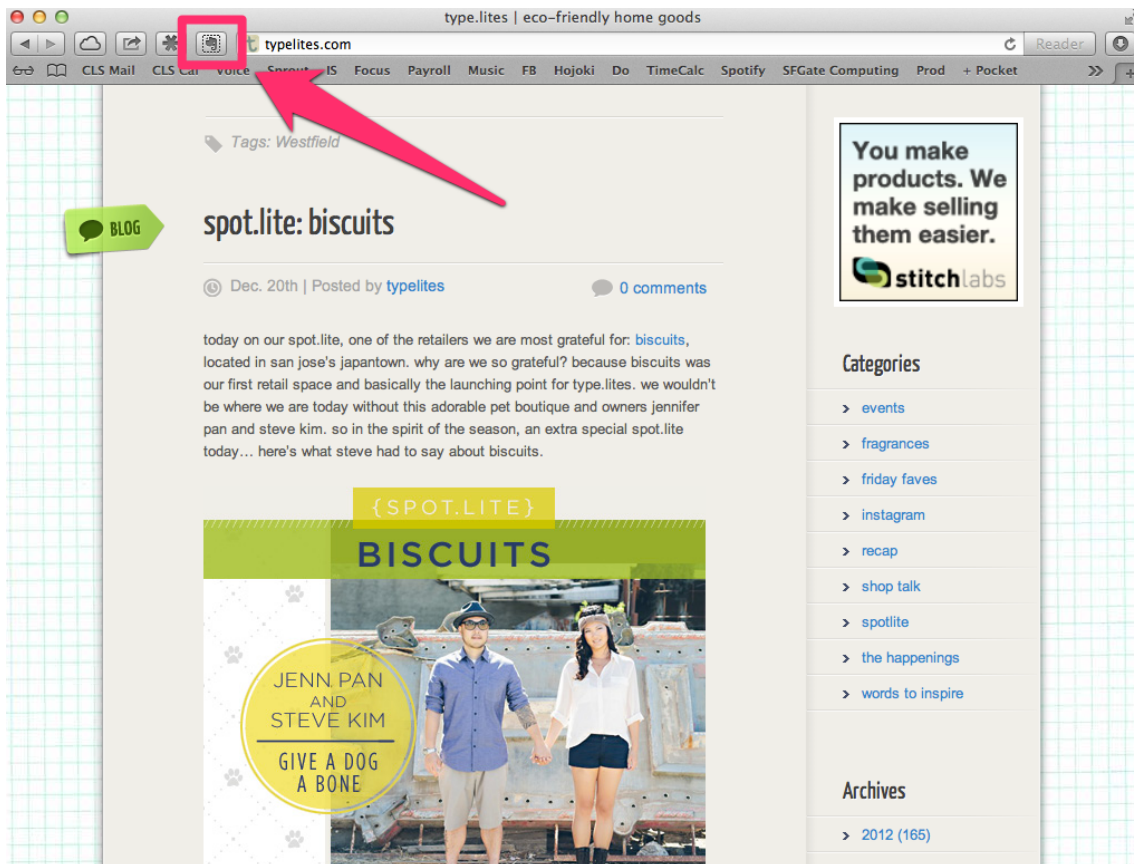 type.lites | eco-friendly home goods
typelites.com
Reader
CLS Mail CLS Cal Voice Sprout IS Focus Payroll Music FB Hojoki Do TimeCalc Spotify SFGate Computing Prod + Pocket
Tags: Westfield
BLOG
spot.lite: biscuits
Dec. 20th | Posted by typelites
0 comments
today on our spot.lite, one of the retailers we are most grateful for: biscuits,
located in san jose's japantown. why are we so grateful? because biscuits was
our first retail space and basically the launching point for type.lites. we wouldn't
be where we are today without this adorable pet boutique and owners jennifer
pan and steve kim. so in the spirit of the season, an extra special spot.lite
today… here's what steve had to say about biscuits.
{SPOT.LITE}
BISCUITS
JENN PAN
AND
STEVE KIM
GIVE A DOG
A BONE
You make
products. We
make selling
them easier.
stitchlabs
Categories
events
fragrances
friday faves
instagram
recap
shop talk
spotlite
the happenings
words to inspire
Archives
2012 (165)